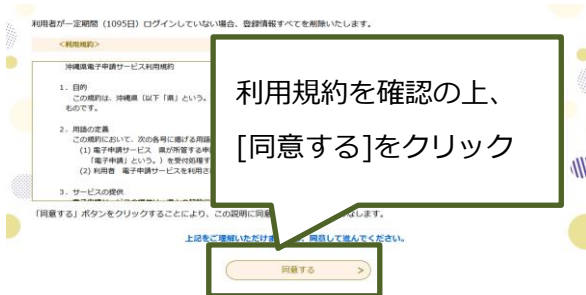 利用者が一定期間（1095日）ログインしていない場合、登録情報すべてを削除いたします。
＜利用規約＞
沖縄県電子申請サービス利用規約
1．目的
この規約は、沖縄県（以下「県」という。
ものです。
2．用語の定義
この規約において、次の各号に掲げる用語
(1) 電子申請サービス　県が所管する申
「電子申請」という。）を受付処理す
(2) 利用者　電子申請サービスを利用さ
3．サービスの提供
利用規約を確認の上、
[同意する]をクリック
「同意する」ボタンをクリックすることにより、この説明に同意
なします。
上記をご理解いただけま
同意して進んでください。
同意する　＞